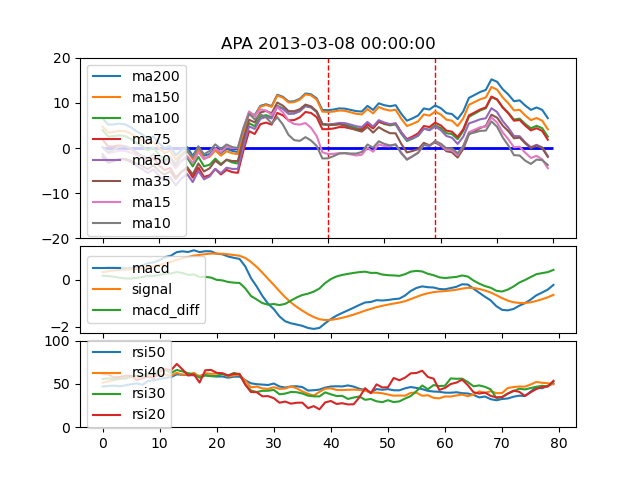 APA 2013-03-08 00:00:00
20
10
0
−10
−20
ma200
ma150
ma100
ma75
ma50
ma35
ma15
ma10
0
−2
macd
signal
macd_diff
100
50
0
rsi50
rsi40
rsi30
rsi20
0 10 20 30 40 50 60 70 80